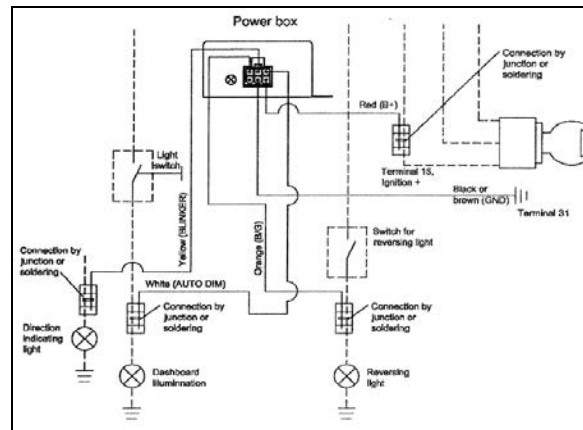 Power box
Connection by
junction or
soldering
Red (B+)
Light
switch
Terminal 15,
Ignition +
Black or
brown (GND)
Terminal 31
Yellow (BLINKER)
Orange (B/G)
Switch for
reversing light
Connection by
junction or
soldering
White (AUTO DIM)
Connection by
junction or
soldering
Connection by
junction or
soldering
Direction
indicating
light
Dashboard
illumination
Reversing
light